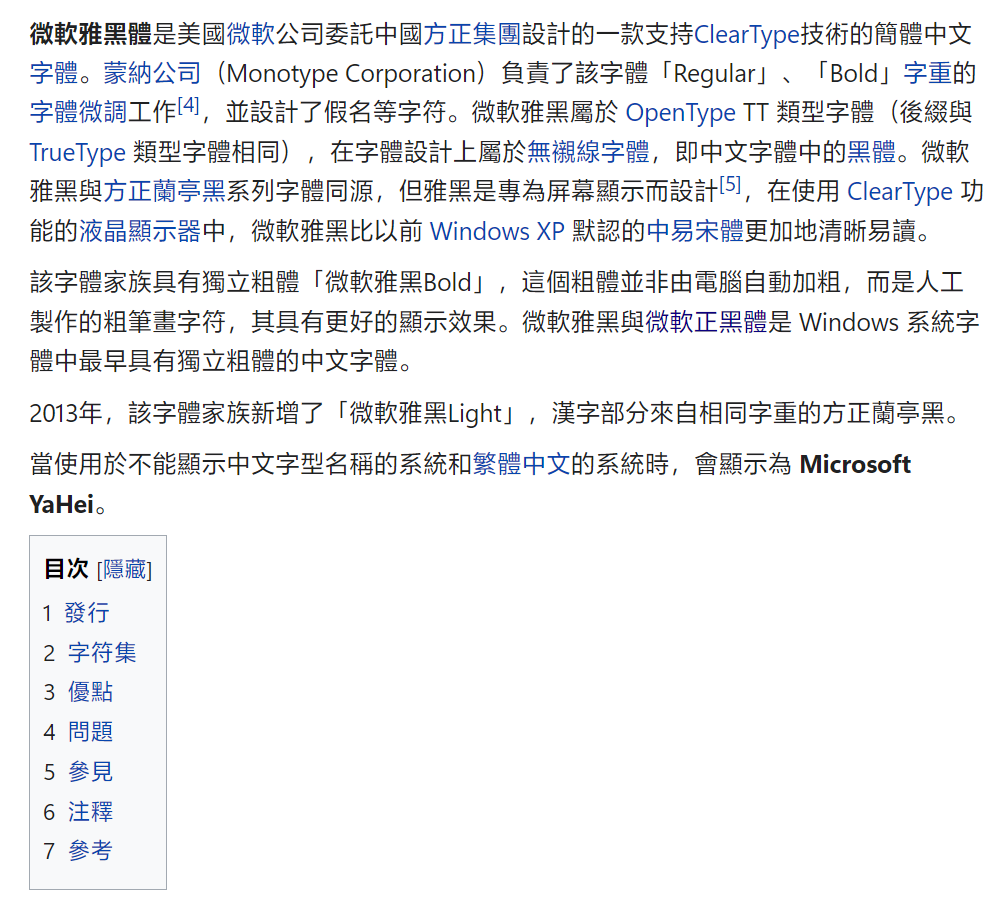 微軟雅黑體是美國微軟公司委託中國方正集團設計的一款支持ClearType技術的簡體中文
字體。蒙納公司（Monotype Corporation）負責了該字體「Regular」、「Bold」字重的
字體微調工作[4]，並設計了假名等字符。微軟雅黑屬於 OpenType TT 類型字體（後綴與
TrueType 類型字體相同），在字體設計上屬於無襯線字體，即中文字體中的黑體。微軟
雅黑與方正蘭亭黑系列字體同源，但雅黑是專為屏幕顯示而設計[5]，在使用 ClearType 功
能的液晶顯示器中，微軟雅黑比以前 Windows XP 默認的中易宋體更加地清晰易讀。
該字體家族具有獨立粗體「微軟雅黑Bold」，這個粗體並非由電腦自動加粗，而是人工
製作的粗筆畫字符，其具有更好的顯示效果。微軟雅黑與微軟正黑體是 Windows 系統字
體中最早具有獨立粗體的中文字體。
2013年，該字體家族新增了「微軟雅黑Light」，漢字部分來自相同字重的方正蘭亭黑。
當使用於不能顯示中文字型名稱的系統和繁體中文的系統時，會顯示為 Microsoft
YaHei。
目次 [隱藏]
1 發行
2 字符集
3 優點
4 問題
5 參見
6 注釋
7 參考